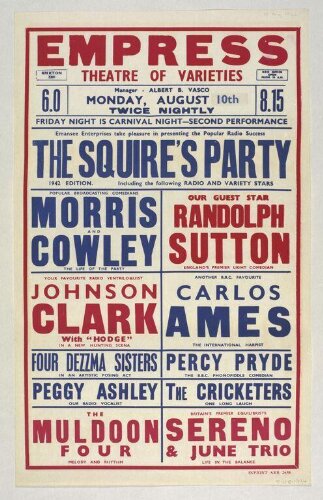 EMPRESS
THEATRE OF VARIETIES
BRIXTON
6.0
Manager - ALBERT B. VASCO
MONDAY, AUGUST 10th
TWICE NIGHTLY
8.15
FRIDAY NIGHT IS CARNIVAL NIGHT—SECOND PERFORMANCE
Erransee Enterprises take pleasure in presenting the Popular Radio Success
THE SQUIRE'S PARTY
1942 EDITION. Including the following RADIO AND VARIETY STARS
POPULAR BROADCASTING COMEDIANS
MORRIS
AND
COWLEY
THE LIFE OF THE PARTY
OUR GUEST STAR
RANDOLPH
SUTTON
ENGLAND'S PREMIER LIGHT COMEDIAN
YOUR FAVOURITE RADIO VENTRILOQUIST
JOHNSON
CLARK
With "HODGE"
IN A NEW HUNTING SCENA
ANOTHER B.B.C. FAVOURITE
CARLOS
AMES
THE INTERNATIONAL HARPIST
FOUR DEZZMA SISTERS
IN AN ARTISTIC POSING ACT
PERCY PRYDE
THE B.B.C. PHONOFIDDLE COMEDIAN
PEGGY ASHLEY
OUR RADIO VOCALIST
THE CRICKETERS
ONE LONG LAUGH
THE
MULDOON
FOUR
MELODY AND RHYTHM
BRITAIN'S PREMIER EQUILIBRISTS
SERENO
& JUNE TRIO
LIFE IN THE BALANCE